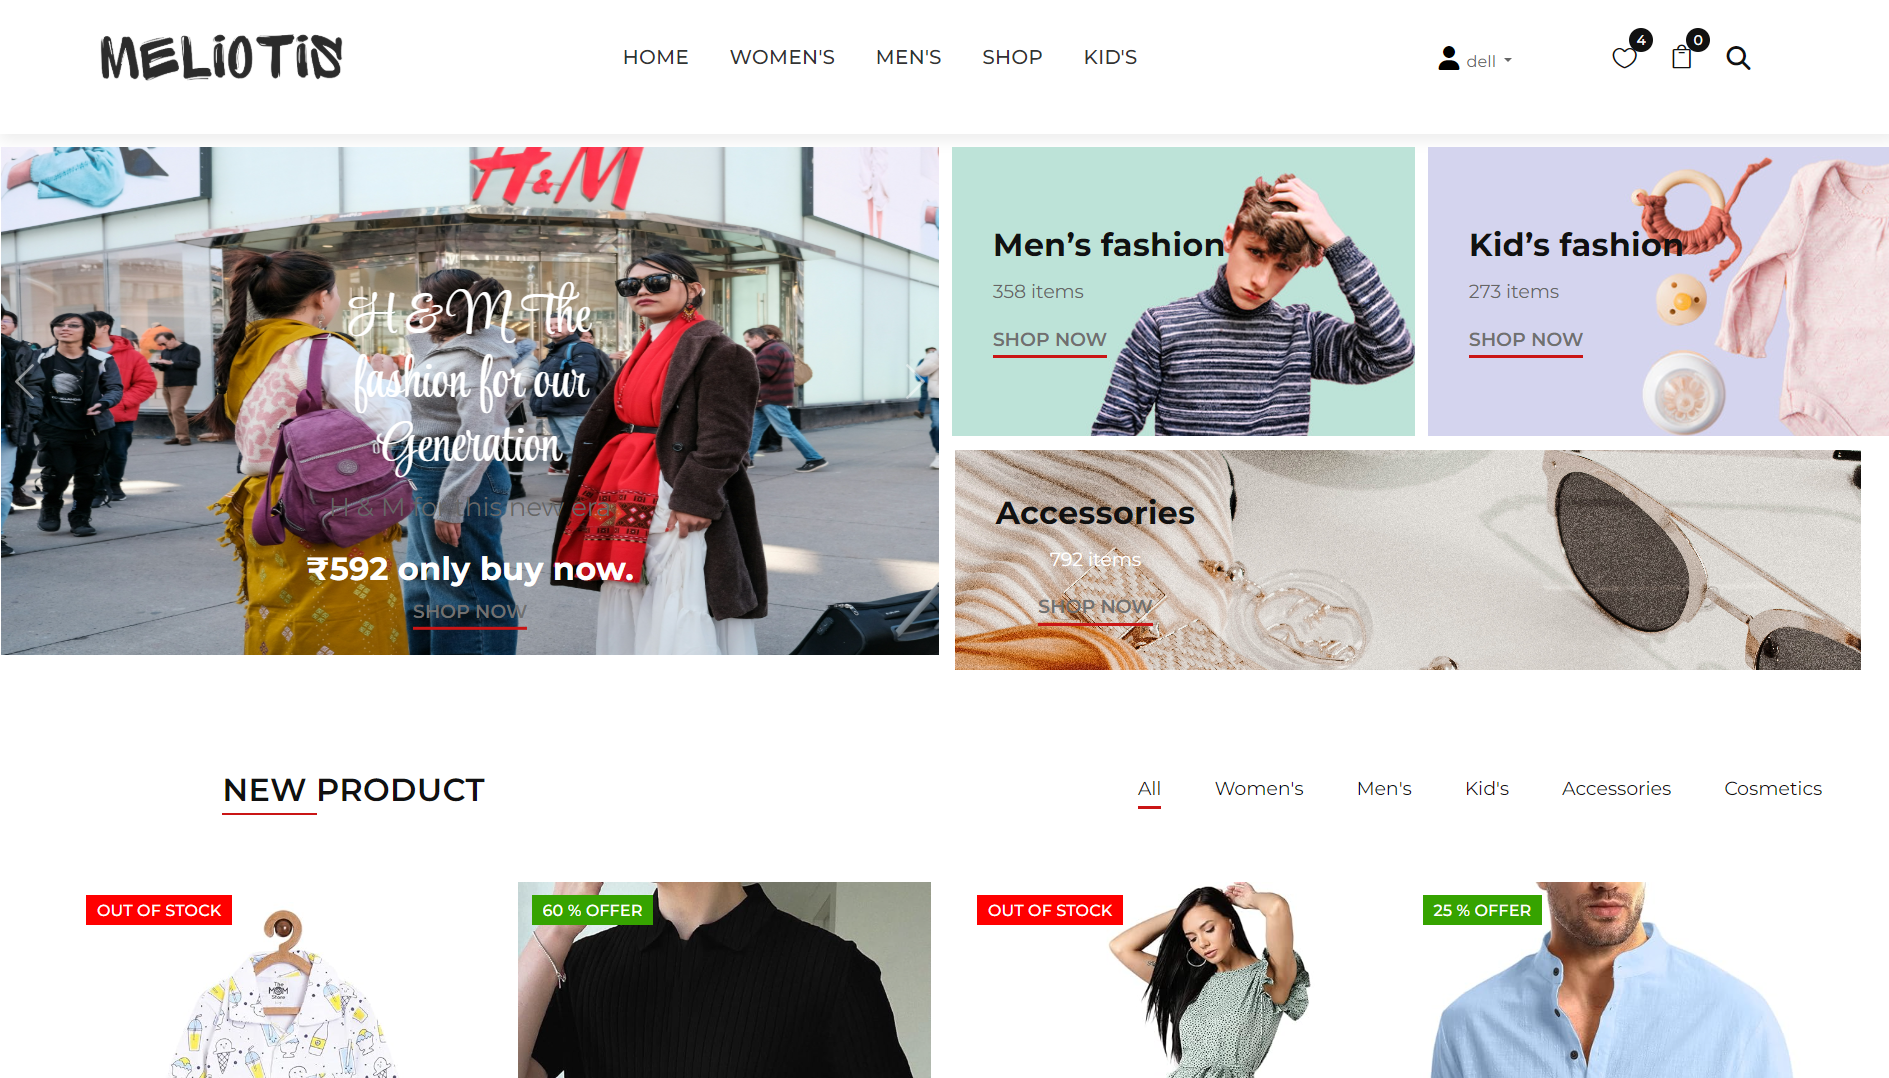 MELiOTiS
HOME WOMEN'S MEN'S SHOP KID'S
dell
4
0
H&M
H & M The
fashion for our
Generation
H & M for this new era
₹592 only buy now.
SHOP NOW
Men’s fashion
358 items
SHOP NOW
Kid’s fashion
273 items
SHOP NOW
Accessories
792 items
SHOP NOW
NEW PRODUCT
All Women's Men's Kid's Accessories Cosmetics
OUT OF STOCK
60 % OFFER
OUT OF STOCK
25 % OFFER
The
MOM
Store